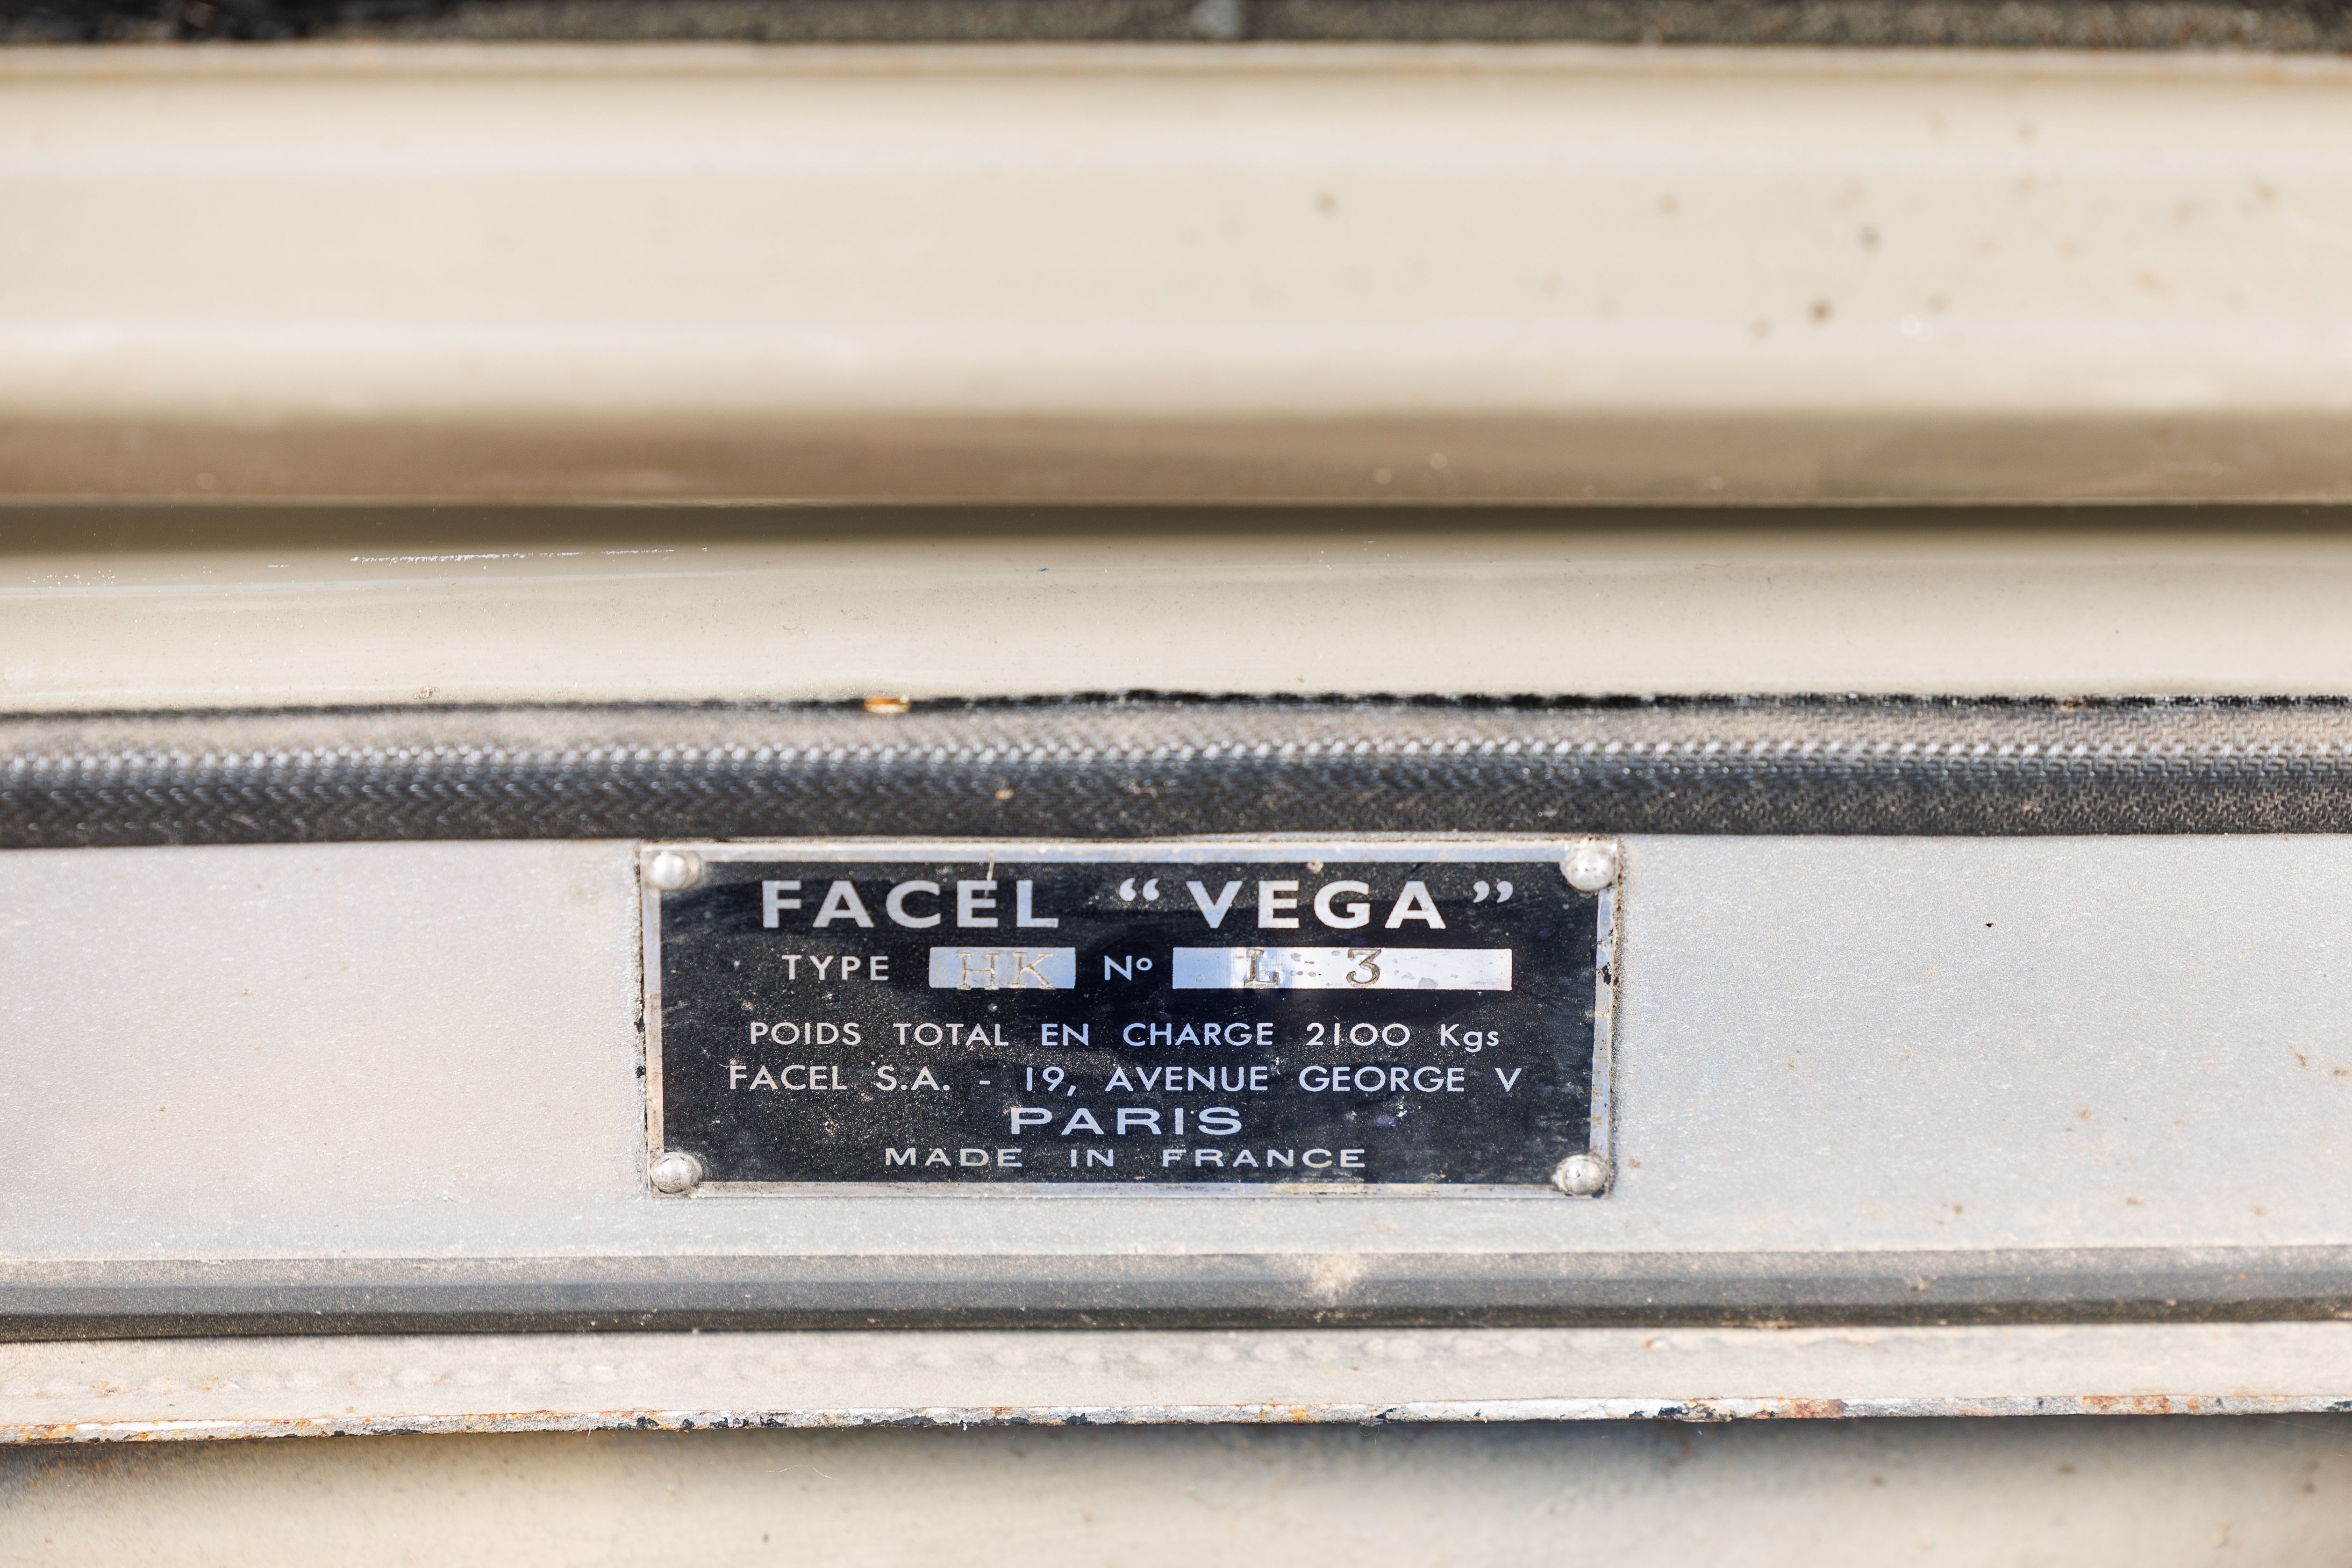 FACEL “VEGA”
TYPE HK Nº L 3
POIDS TOTAL EN CHARGE 2100 Kgs
FACEL S.A. - 19, AVENUE GEORGE V
PARIS
MADE IN FRANCE